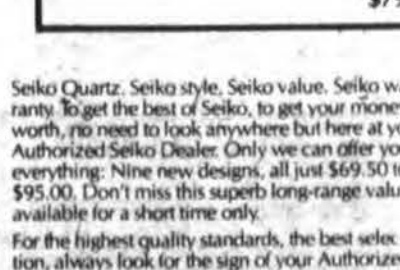 Seiko Quartz. Seiko style, Seiko value. Seiko wa
ranty. To get the best of Seiko, to get your mone
worth, no need to look anywhere but here at yo
Authorized Seiko Dealer. Only we can offer yo
everything: Nine new designs, all just $69.50 t
$95.00. Don't miss this superb long-range valu
available for a short time only.
For the highest quality standards, the best selec
tion, always look for the sign of your Authorize